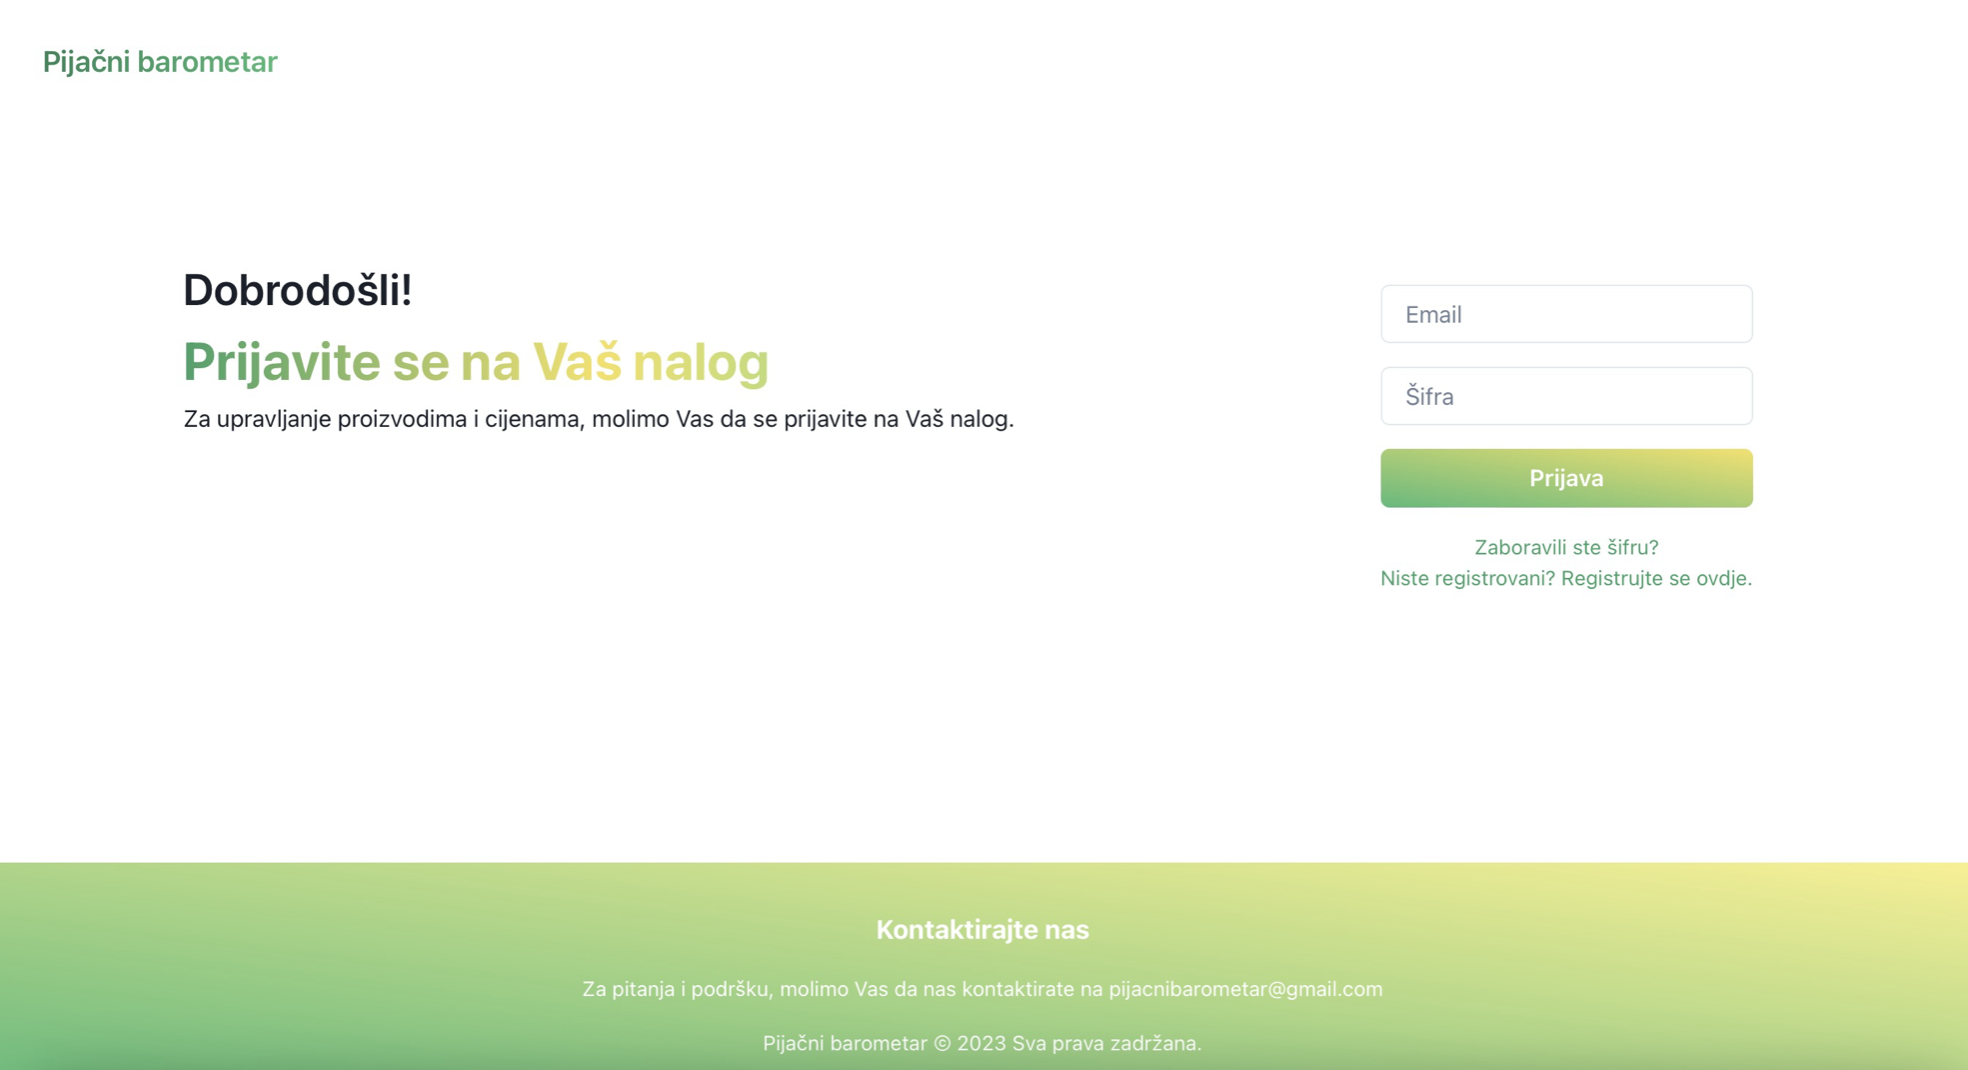 Pijačni barometar
Dobrodošli!
Prijavite se na Vaš nalog
Za upravljanje proizvodima i cijenama, molimo Vas da se prijavite na Vaš nalog.
Email
Šifra
Prijava
Zaboravili ste šifru?
Niste registrovani? Registrujte se ovdje.
Kontaktirajte nas
Za pitanja i podršku, molimo Vas da nas kontaktirate na pijacnibarometar@gmail.com
Pijačni barometar © 2023 Sva prava zadržana.